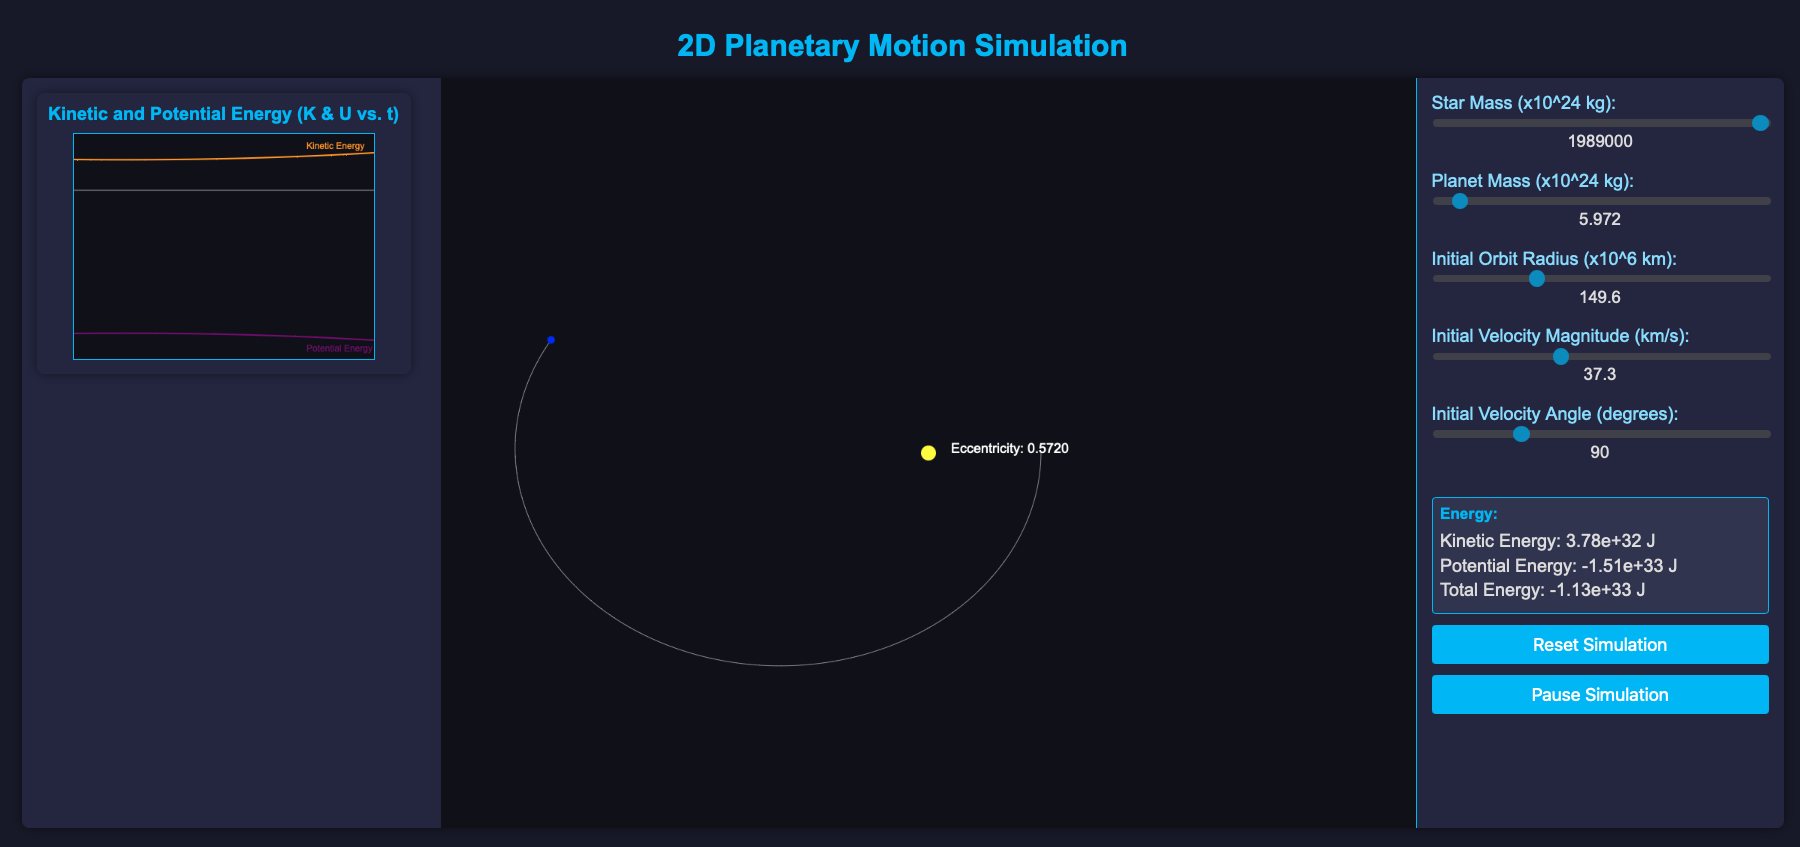 2D Planetary Motion Simulation
Kinetic and Potential Energy (K & U vs. t)
Kinetic Energy
Potential Energy
Eccentricity: 0.5720
Star Mass (x10^24 kg):
1989000
Planet Mass (x10^24 kg):
5.972
Initial Orbit Radius (x10^6 km):
149.6
Initial Velocity Magnitude (km/s):
37.3
Initial Velocity Angle (degrees):
90
Energy:
Kinetic Energy: 3.78e+32 J
Potential Energy: -1.51e+33 J
Total Energy: -1.13e+33 J
Reset Simulation
Pause Simulation